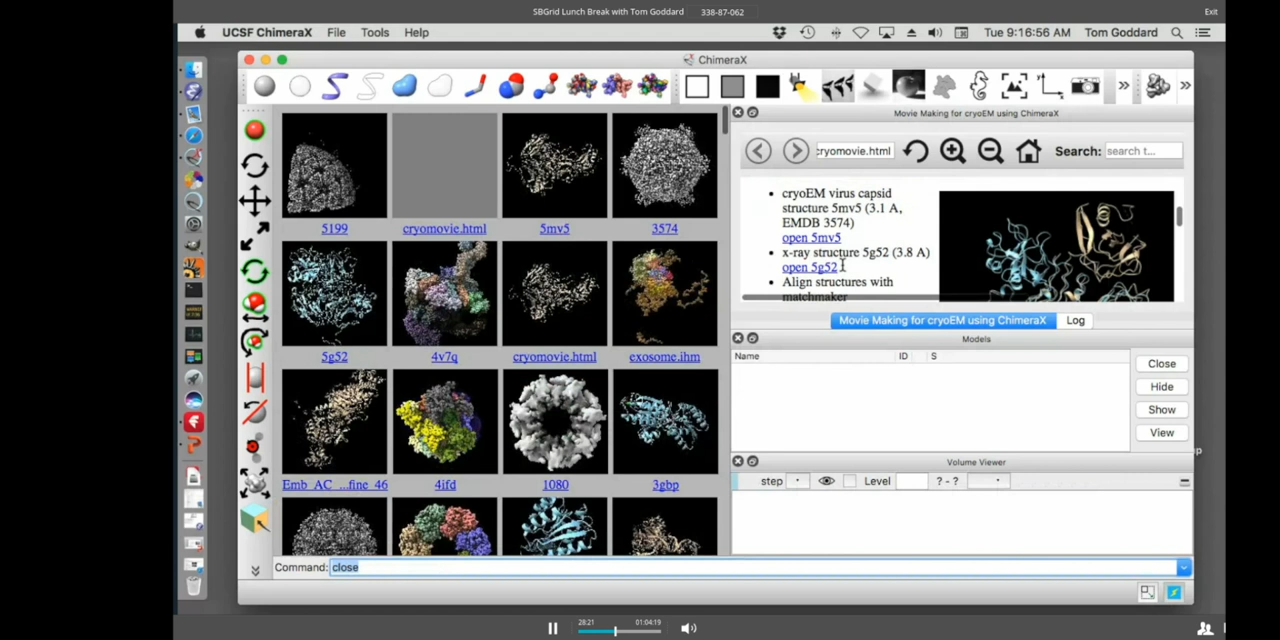 SBGrid Lunch Break with Tom Goddard 338-87-062 Exit
UCSF ChimeraX File Tools Help Tue 9:16:56 AM Tom Goddard
ChimeraX
Movie Making for cryoEM using ChimeraX
cryomovie.html Search: search t...
cryoEM virus capsid
structure 5mv5 (3.1 A,
EMDB 3574)
open 5mv5
x-ray structure 5g52 (3.8 A)
open 5g52
Align structures with
matchmaker
5199 cryomovie.html 5mv5 3574
5g52 4v7q cryomovie.html exosome.ihm
Emb_AC_...fine_46 4ifd 1080 3gbp
Movie Making for cryoEM using ChimeraX Log
Models
Name ID S
Close
Hide
Show
View
Volume Viewer
step Level ? - ?
Command: close
28:21 01:04:19